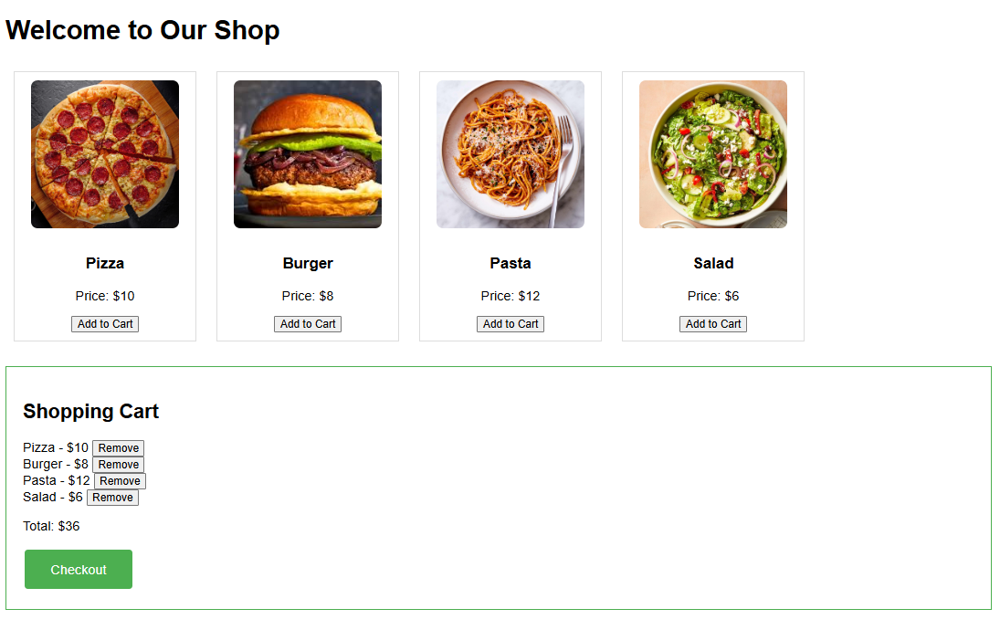 Welcome to Our Shop
Pizza
Price: $10
Add to Cart
Burger
Price: $8
Add to Cart
Pasta
Price: $12
Add to Cart
Salad
Price: $6
Add to Cart
Shopping Cart
Pizza - $10 Remove
Burger - $8 Remove
Pasta - $12 Remove
Salad - $6 Remove
Total: $36
Checkout